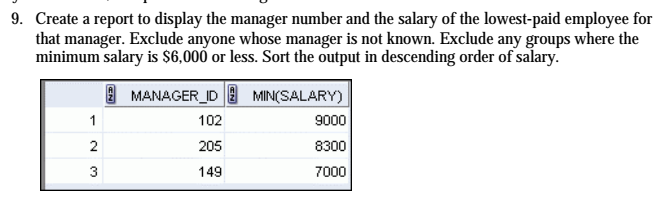 9. Create a report to display the manager number and the salary of the lowest-paid employee for
that manager. Exclude anyone whose manager is not known. Exclude any groups where the
minimum salary is $6,000 or less. Sort the output in descending order of salary.
MANAGER_ID MIN(SALARY)
1 102 9000
2 205 8300
3 149 7000